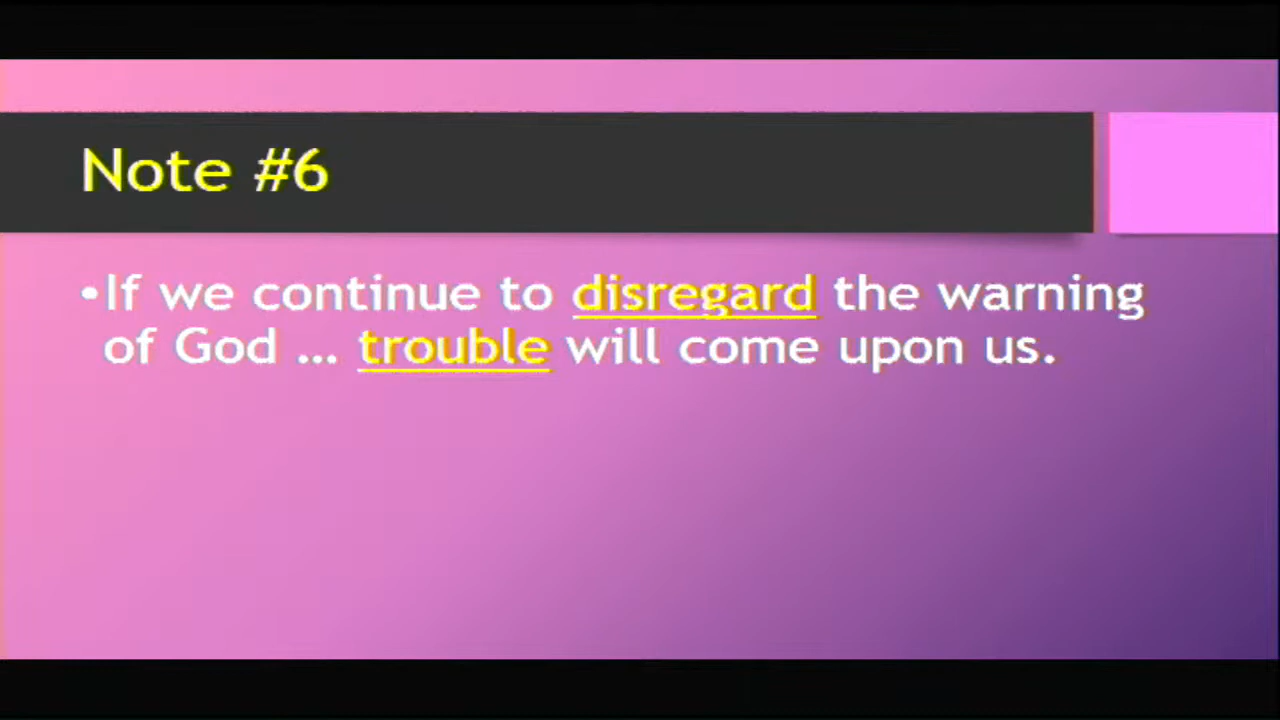 Note #6
•If we continue to disregard the warning
of God ... trouble will come upon us.